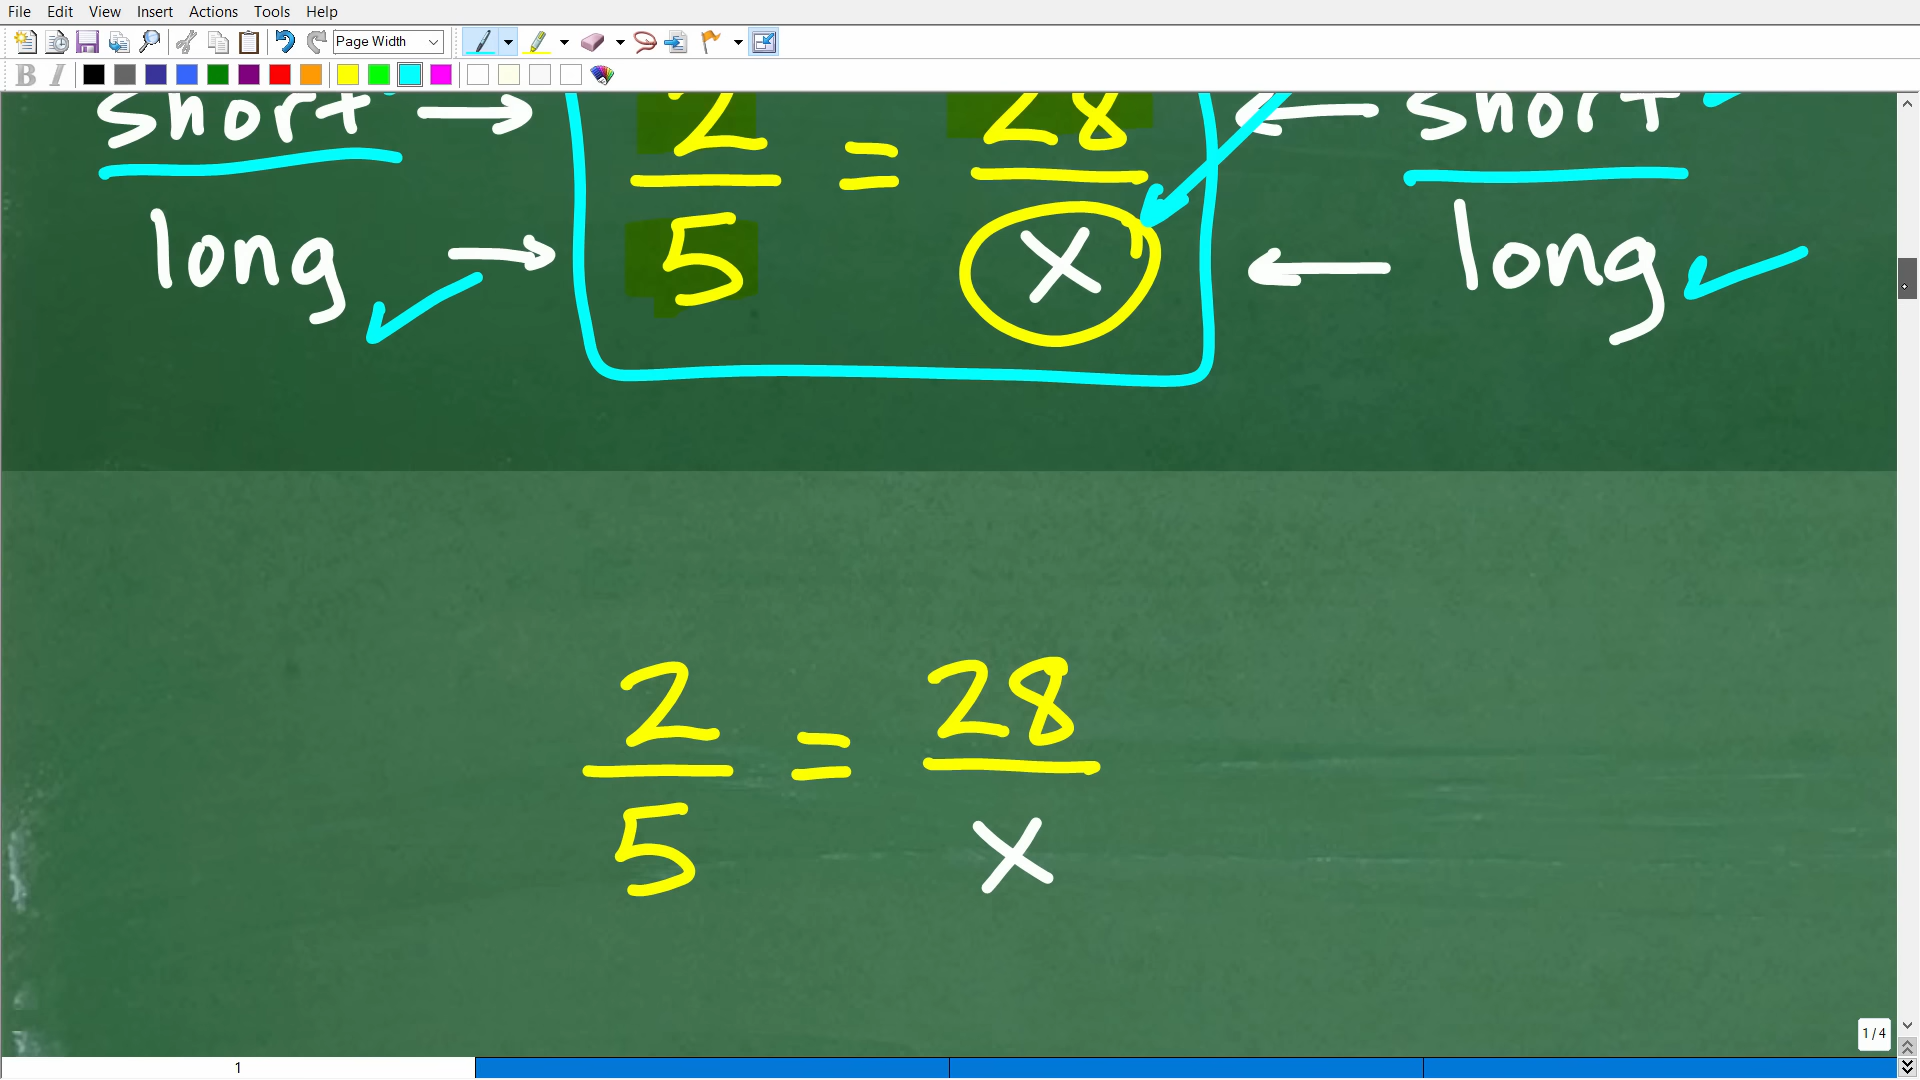 File Edit View Insert Actions Tools Help
Page Width
B I
short → 2 = 28 ← short
long → 5 x ← long
2 = 28
5 x
1 / 4
1